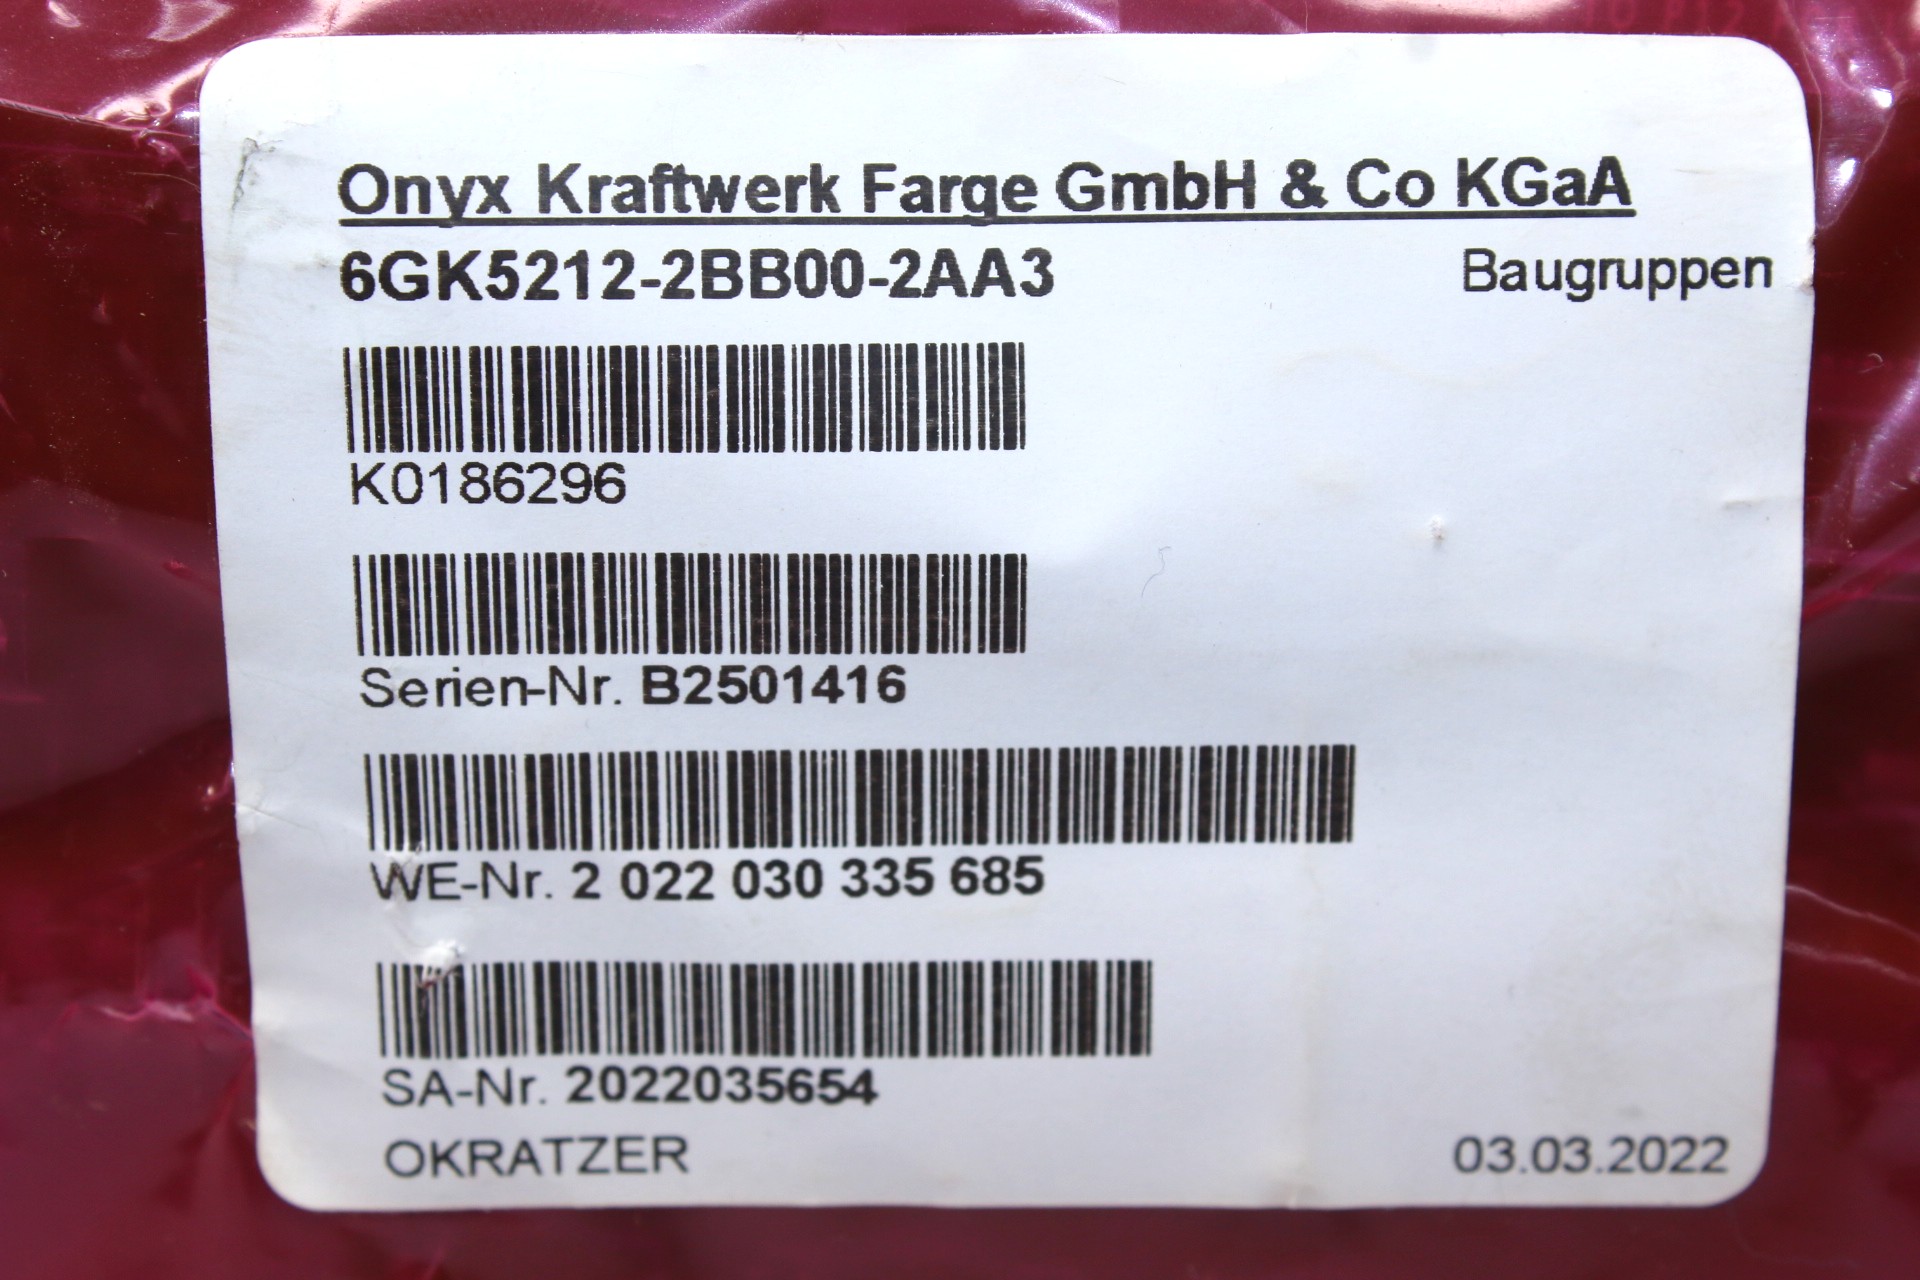 Onyx Kraftwerk Farge GmbH & Co KGaA
6GK5212-2BB00-2AA3 Baugruppen
K0186296
Serien-Nr. B2501416
WE-Nr. 2 022 030 335 685
SA-Nr. 2022035654
OKRATZER 03.03.2022